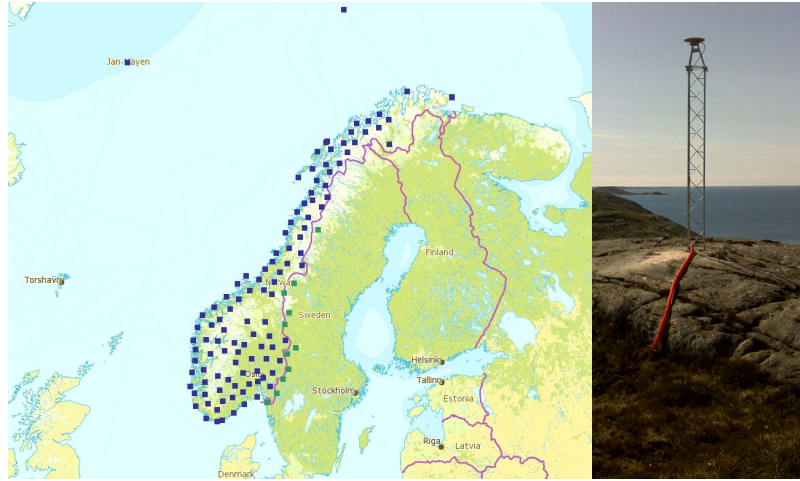 Jan Mayen
Torshavn
Norway
Finland
Sweden
Helsinki
Oslo
Tallinn
Stockholm
Estonia
Riga
Latvia
Denmark